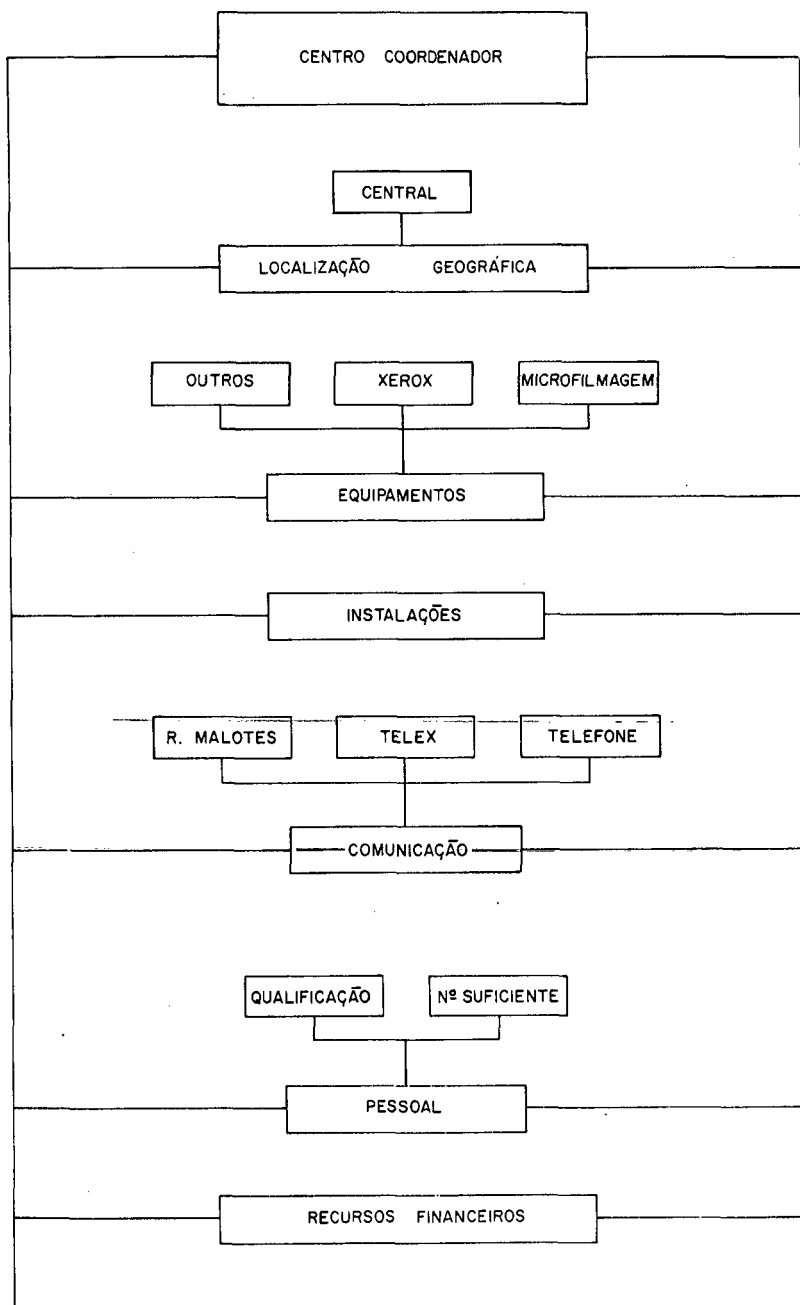 CENTRO COORDENADOR
CENTRAL
LOCALIZAÇÃO GEOGRÁFICA
OUTROS
XEROX
MICROFILMAGEM
EQUIPAMENTOS
INSTALAÇÕES
R. MALOTES
TELEX
TELEFONE
COMUNICAÇÃO
QUALIFICAÇÃO
Nº SUFICIENTE
PESSOAL
RECURSOS FINANCEIROS